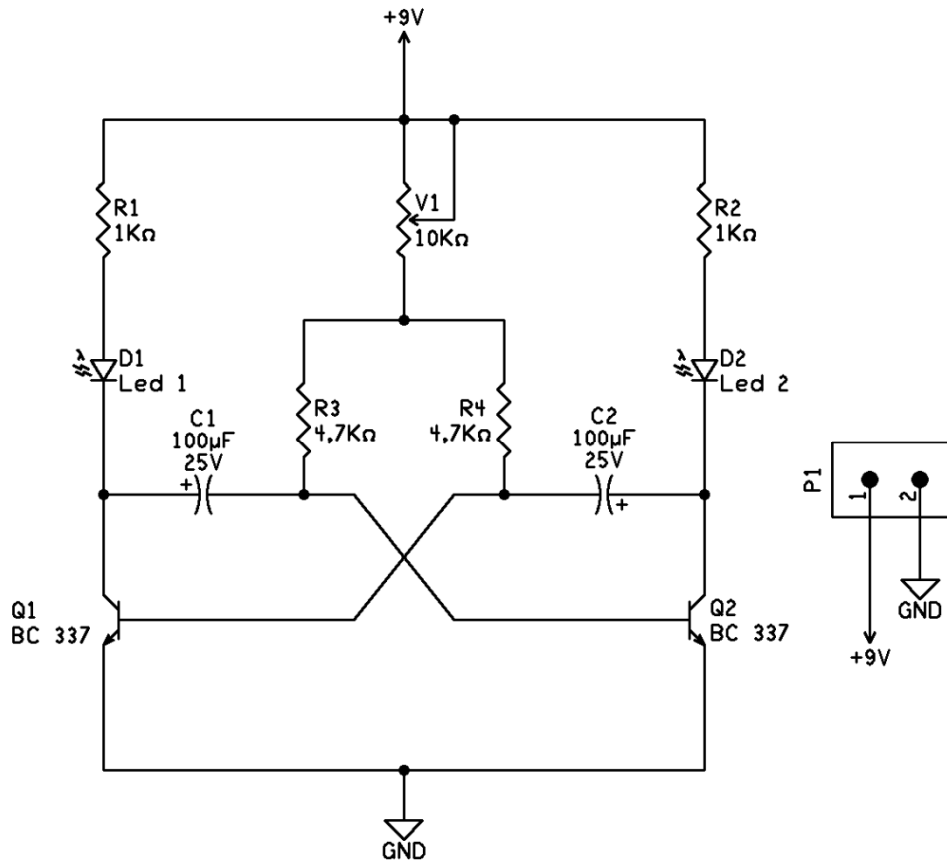 +9V
R1
1KΩ
V1
10KΩ
R2
1KΩ
D1
Led 1
D2
Led 2
C1
100µF
25V
+
R3
4,7KΩ
R4
4,7KΩ
C2
100µF
25V
+
P1
1
2
GND
+9V
Q1
BC 337
Q2
BC 337
GND